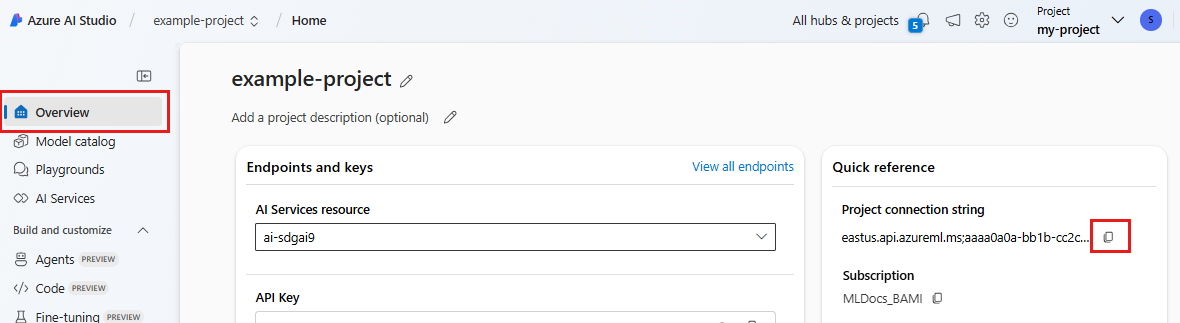 Azure AI Studio / example-project / Home
All hubs & projects
5
Project
my-project
S
example-project
Add a project description (optional)
Overview
Model catalog
Playgrounds
AI Services
Build and customize
Agents PREVIEW
Code PREVIEW
Fine-tuning PREVIEW
Endpoints and keys
View all endpoints
AI Services resource
ai-sdgai9
API Key
Quick reference
Project connection string
eastus.api.azureml.ms;aaaa0a0a-bb1b-cc2c...
Subscription
MLDocs_BAMI